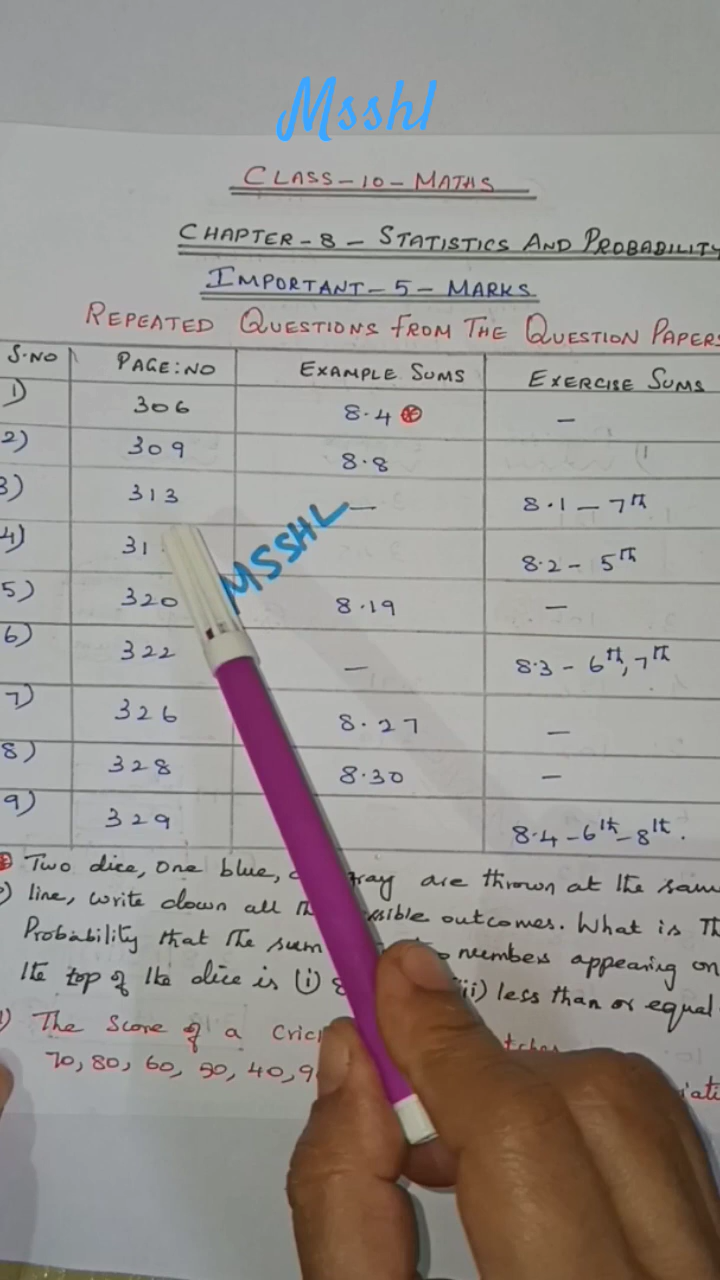 Msshl
CLASS-10-MATHS
CHAPTER-8-STATISTICS AND PROBABILITY
IMPORTANT-5-MARKS
REPEATED QUESTIONS FROM THE QUESTION PAPERS
S.NO PAGE:NO EXAMPLE SUMS EXERCISE SUMS
1) 306 8.4 —
2) 309 8.8
3) 313 — 8.1-7th
4) 8.2-5th
MSSHL
5) 320 8.19 —
6) 322 — 8.3-6th,7th
7) 326 8.27 —
8) 328 8.30 —
9) 329 8.4-6th-8th.
Two dice, one blue, are thrown at the
line, write down all possible outcomes. What is
Probability that the sum numbers appearing on
the top of the dice is (i) less than or equal
The score of a
70, 80, 60, 50, 40,